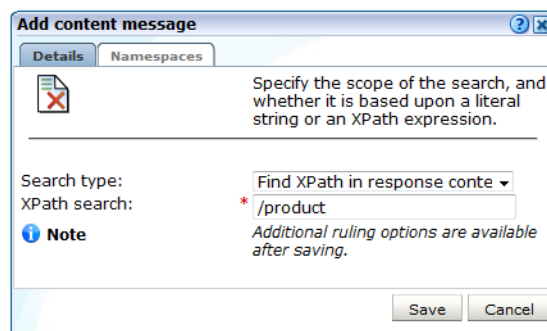 Add content message
Details Namespaces
Specify the scope of the search, and
whether it is based upon a literal
string or an XPath expression.
Search type: Find XPath in response conte
XPath search: * /product
Note Additional ruling options are available
after saving.
Save Cancel